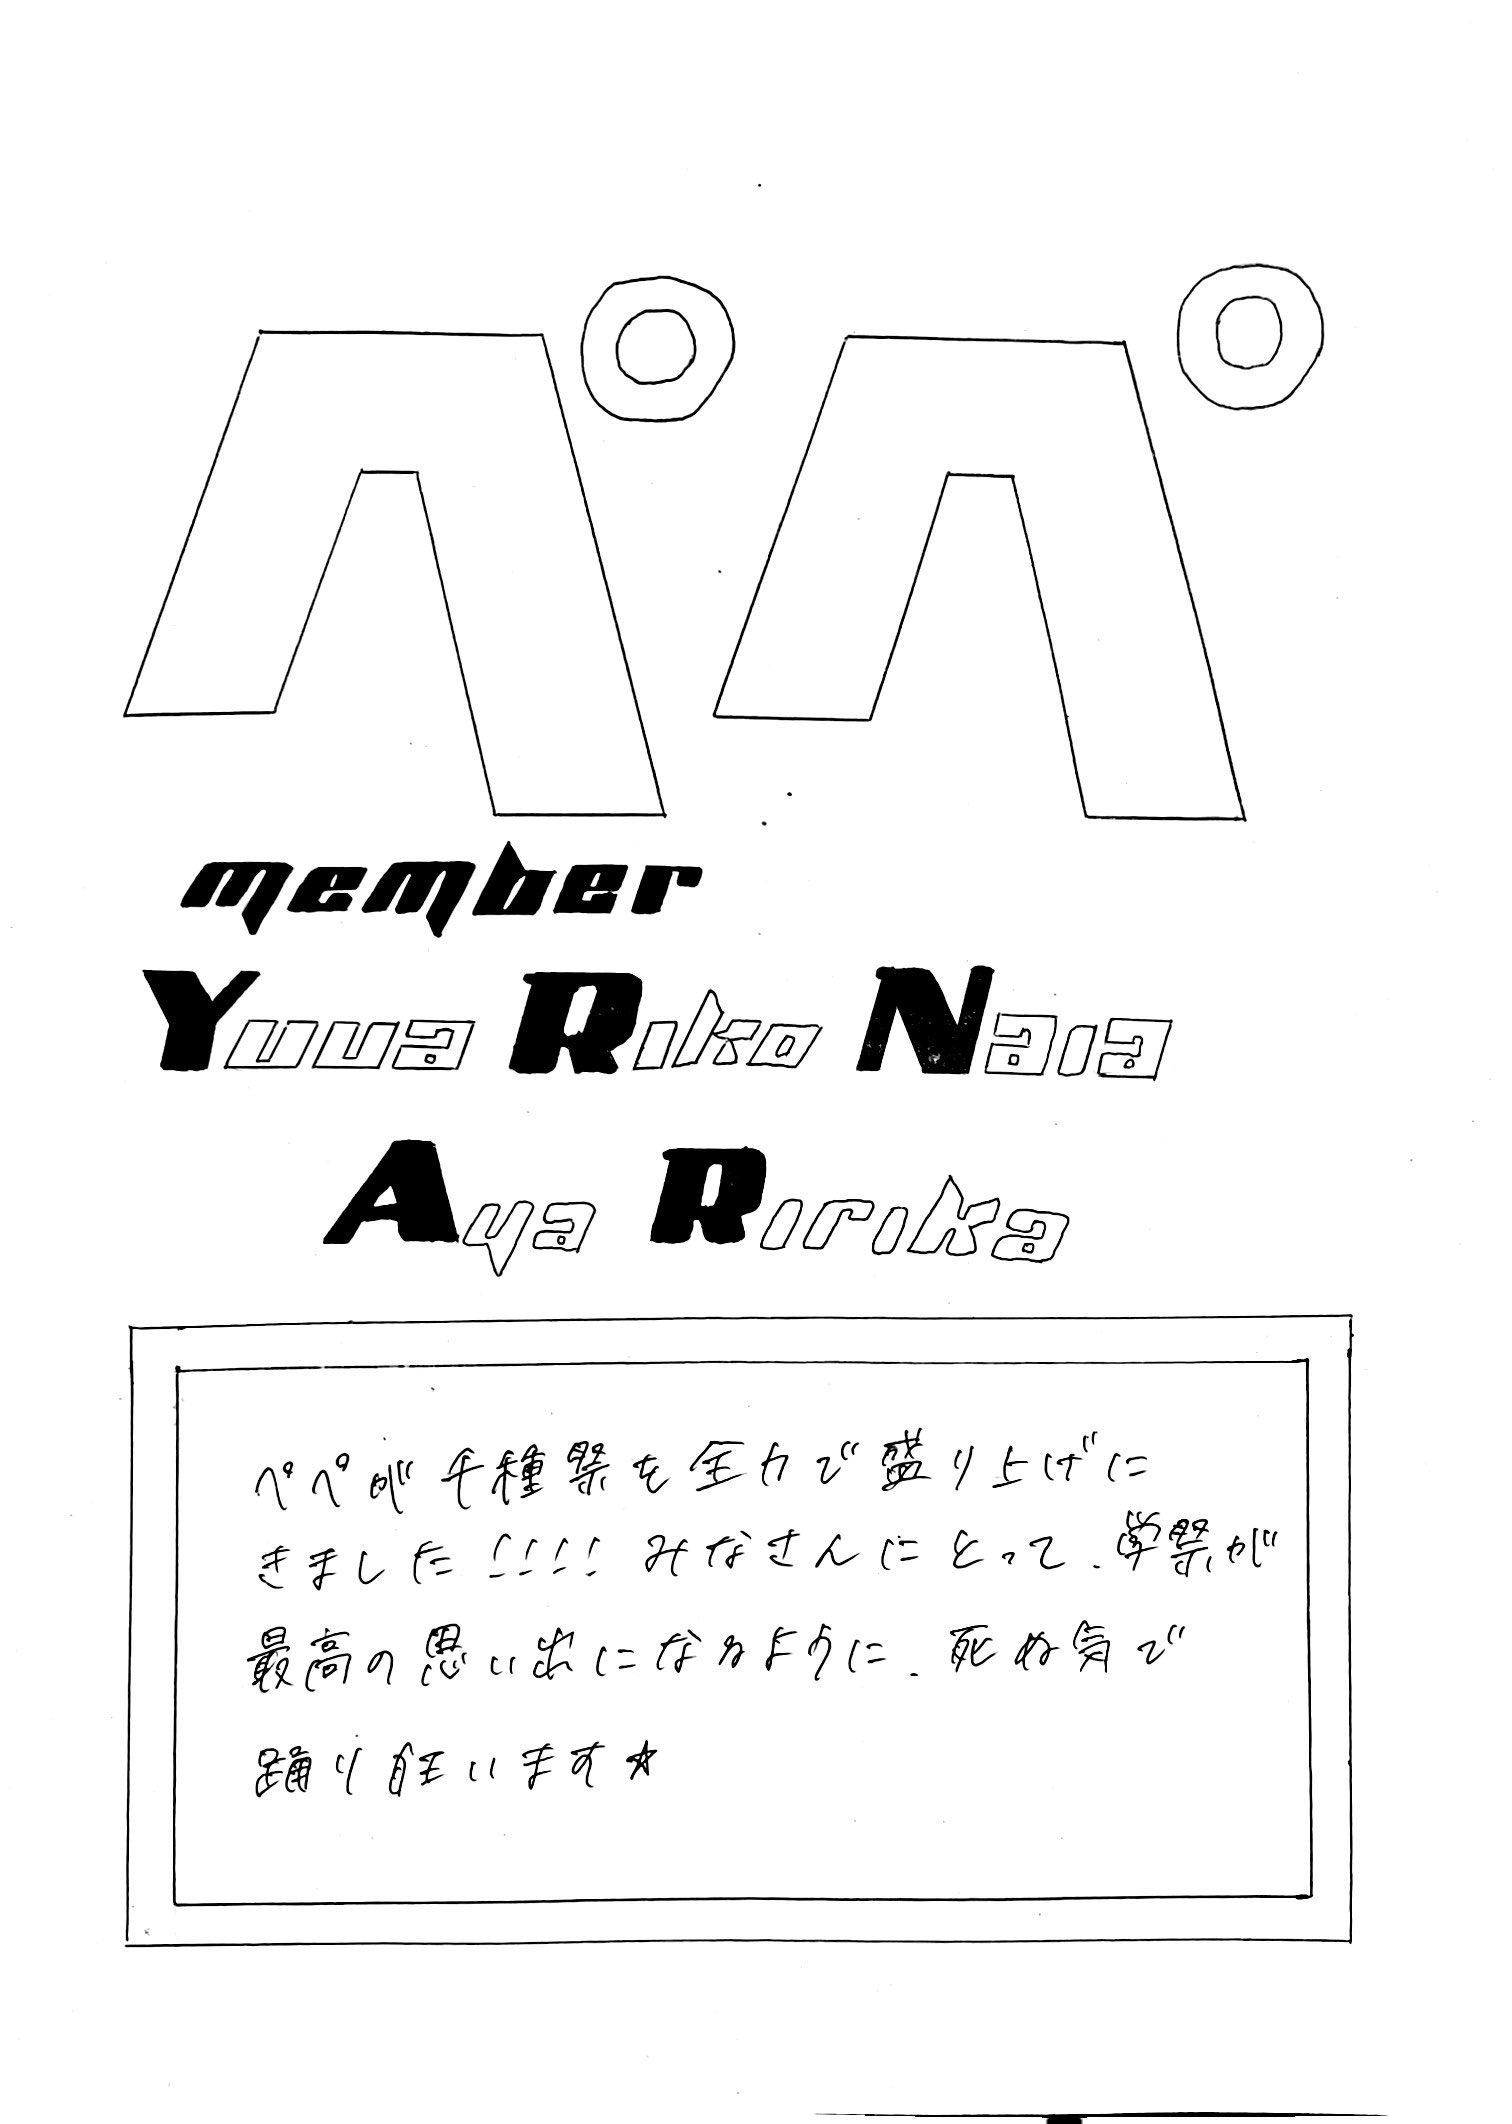 ペペ
member
Yuua Riko Naia
Aya Ririka
ペペが千種祭を全力で盛り上げに
きました!!!! みなさんにとって、学祭が
最高の思い出になるように、死ぬ気で
踊り狂います☆